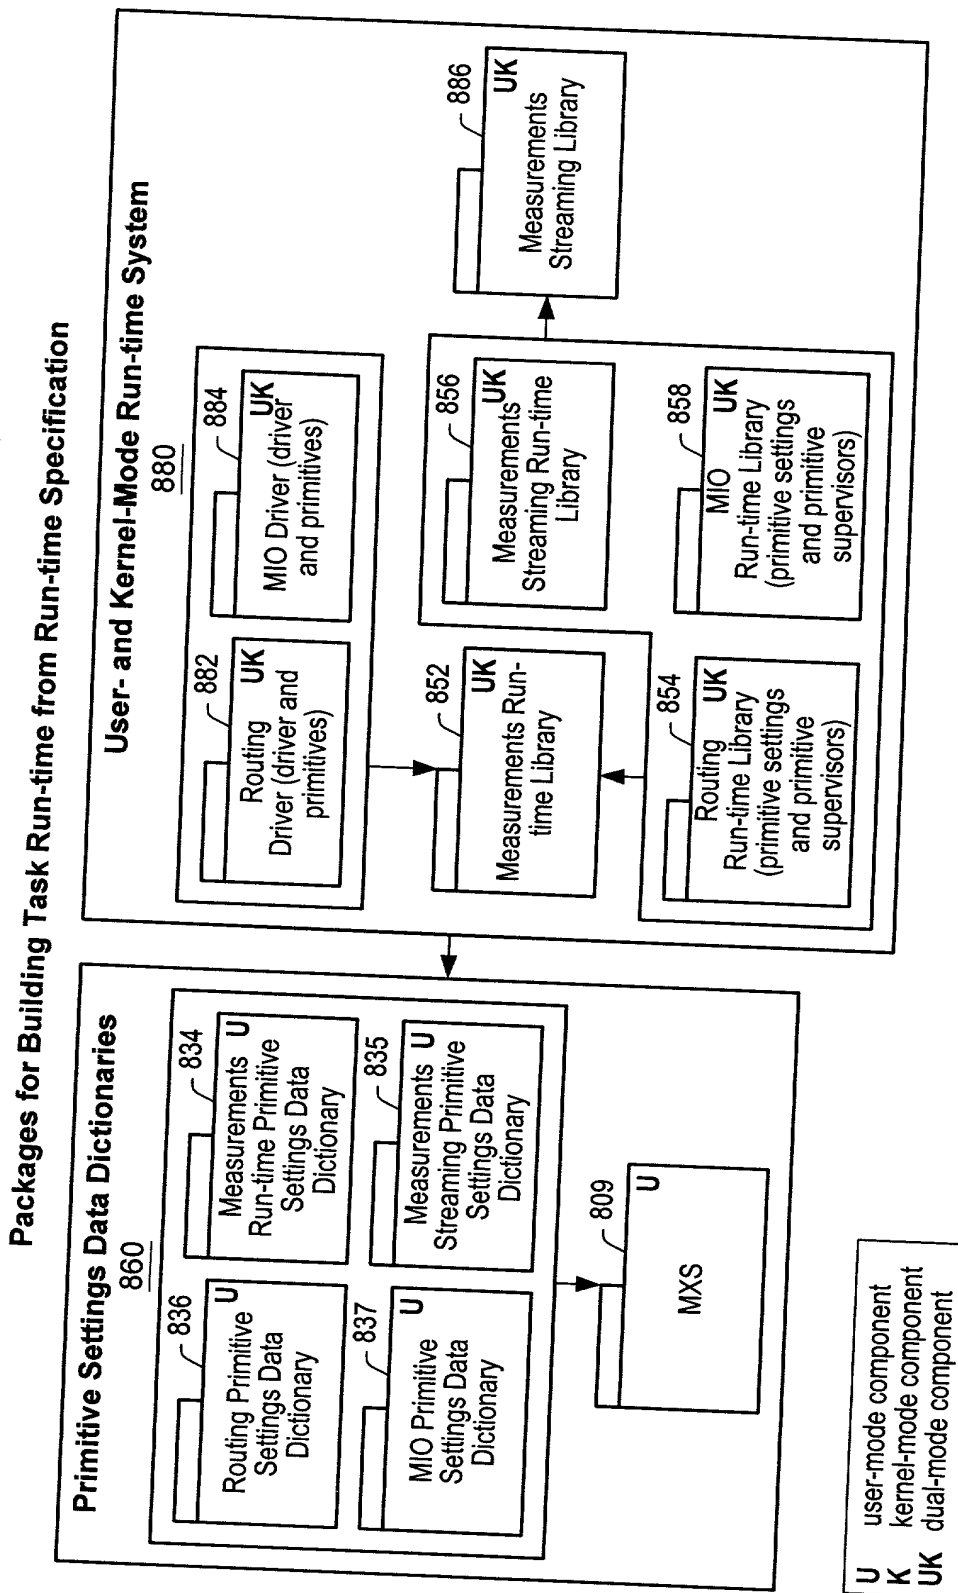 Packages for Building Task Run-time from Run-time Specification
Primitive Settings Data Dictionaries
860
836
U
Routing Primitive
Settings Data
Dictionary
834
Measurements U
Run-time Primitive
Settings Data
Dictionary
837
U
MIO Primitive
Settings Data
Dictionary
835
Measurements U
Streaming Primitive
Settings Data
Dictionary
809
U
MXS
User- and Kernel-Mode Run-time System
880
882
Routing UK
Driver (driver and
primitives)
884
UK
MIO Driver (driver
and primitives)
852
UK
Measurements Run-
time Library
856
Measurements UK
Streaming Run-time
Library
886
UK
Measurements
Streaming Library
854
Routing UK
Run-time Library
(primitive settings
and primitive
supervisors)
858
MIO UK
Run-time Library
(primitive settings
and primitive
supervisors)
U user-mode component
K kernel-mode component
UK dual-mode component